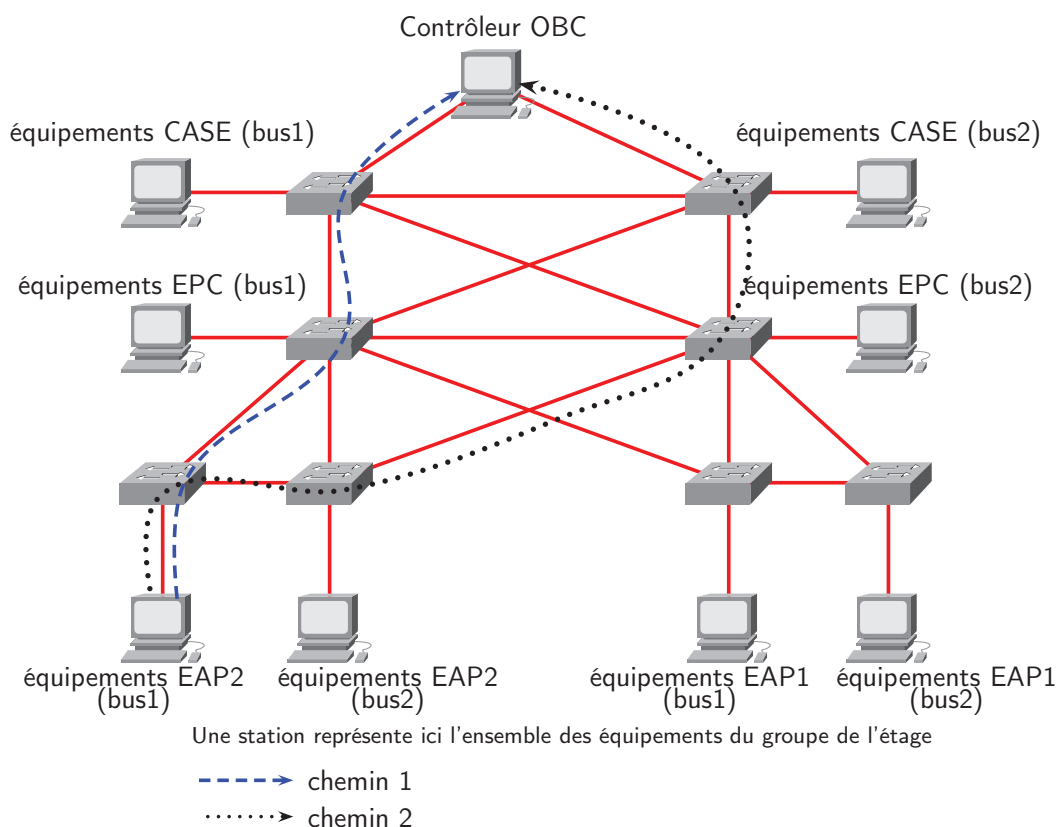 Contrôleur OBC
équipements CASE (bus1)
équipements CASE (bus2)
équipements EPC (bus1)
équipements EPC (bus2)
équipements EAP2
(bus1)
équipements EAP2
(bus2)
équipements EAP1
(bus1)
équipements EAP1
(bus2)
Une station représente ici l'ensemble des équipements du groupe de l'étage
chemin 1
chemin 2